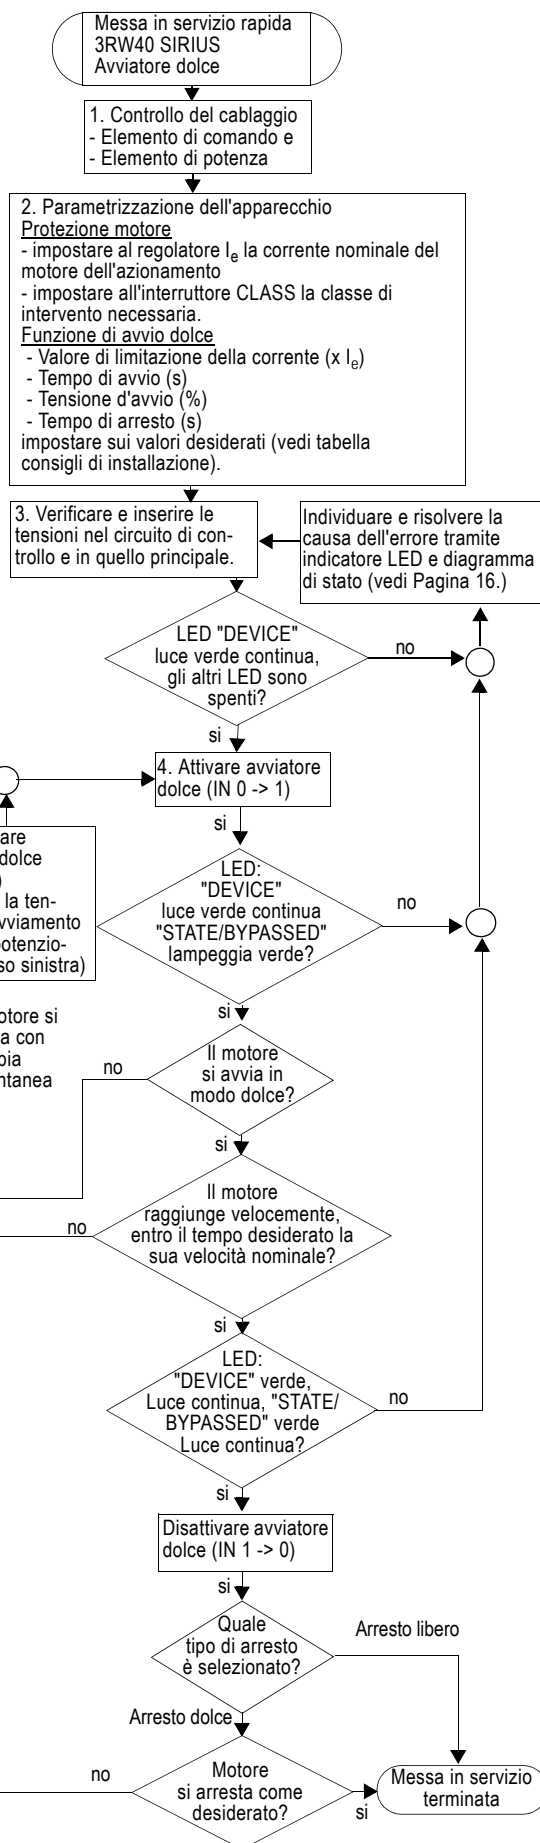 Messa in servizio rapida
3RW40 SIRIUS
Avviatore dolce
1. Controllo del cablaggio
- Elemento di comando e
- Elemento di potenza
2. Parametrizzazione dell'apparecchio
Protezione motore
- impostare al regolatore Ie la corrente nominale del
motore dell'azionamento
- impostare all'interruttore CLASS la classe di
intervento necessaria.
Funzione di avvio dolce
- Valore di limitazione della corrente (x Ie)
- Tempo di avvio (s)
- Tensione d'avvio (%)
- Tempo di arresto (s)
impostare sui valori desiderati (vedi tabella
consigli di installazione).
3. Verificare e inserire le
tensioni nel circuito di con-
trollo e in quello principale.
Individuare e risolvere la
causa dell'errore tramite
indicatore LED e diagramma
di stato (vedi Pagina 16.)
LED "DEVICE"
luce verde continua,
gli altri LED sono
spenti?
no
si
4. Attivare avviatore
dolce (IN 0 -> 1)
si
are
dolce
)
la ten-
vviamento
potenzio-
so sinistra)
LED:
"DEVICE"
luce verde continua
"STATE/BYPASSED"
lampeggia verde?
no
si
otore si
a con
pia
ntanea
Il motore
si avvia in
modo dolce?
no
si
Il motore
raggiunge velocemente,
entro il tempo desiderato la
sua velocità nominale?
no
si
LED:
"DEVICE" verde,
Luce continua, "STATE/
BYPASSED" verde
Luce continua?
no
si
Disattivare avviatore
dolce (IN 1 -> 0)
si
Quale
tipo di arresto
è selezionato?
Arresto libero
Arresto dolce
Motore
si arresta come
desiderato?
no
si
Messa in servizio
terminata